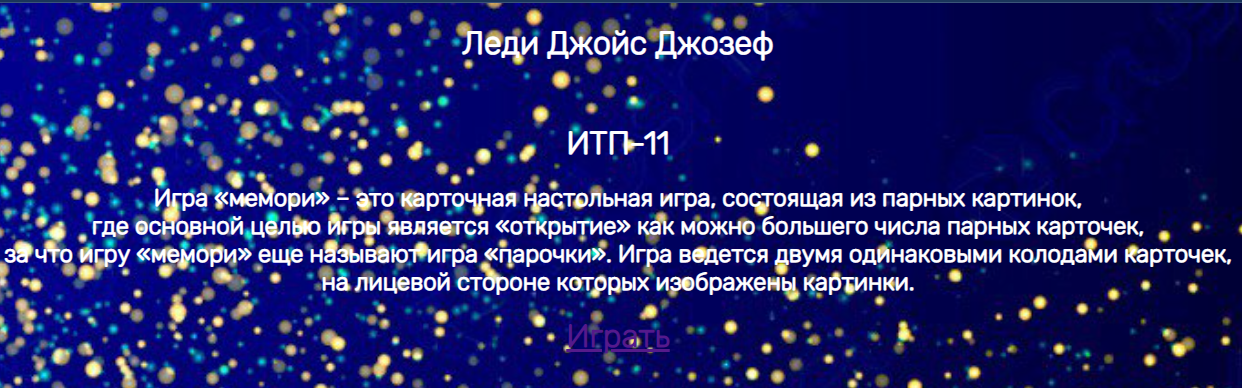 Леди Джойс Джозеф
ИТП-11
Игра «мемори» – это карточная настольная игра, состоящая из парных картинок,
где основной целью игры является «открытие» как можно большего числа парных карточек,
за что игру «мемори» еще называют игра «парочки». Игра ведется двумя одинаковыми колодами карточек,
на лицевой стороне которых изображены картинки.
Играть